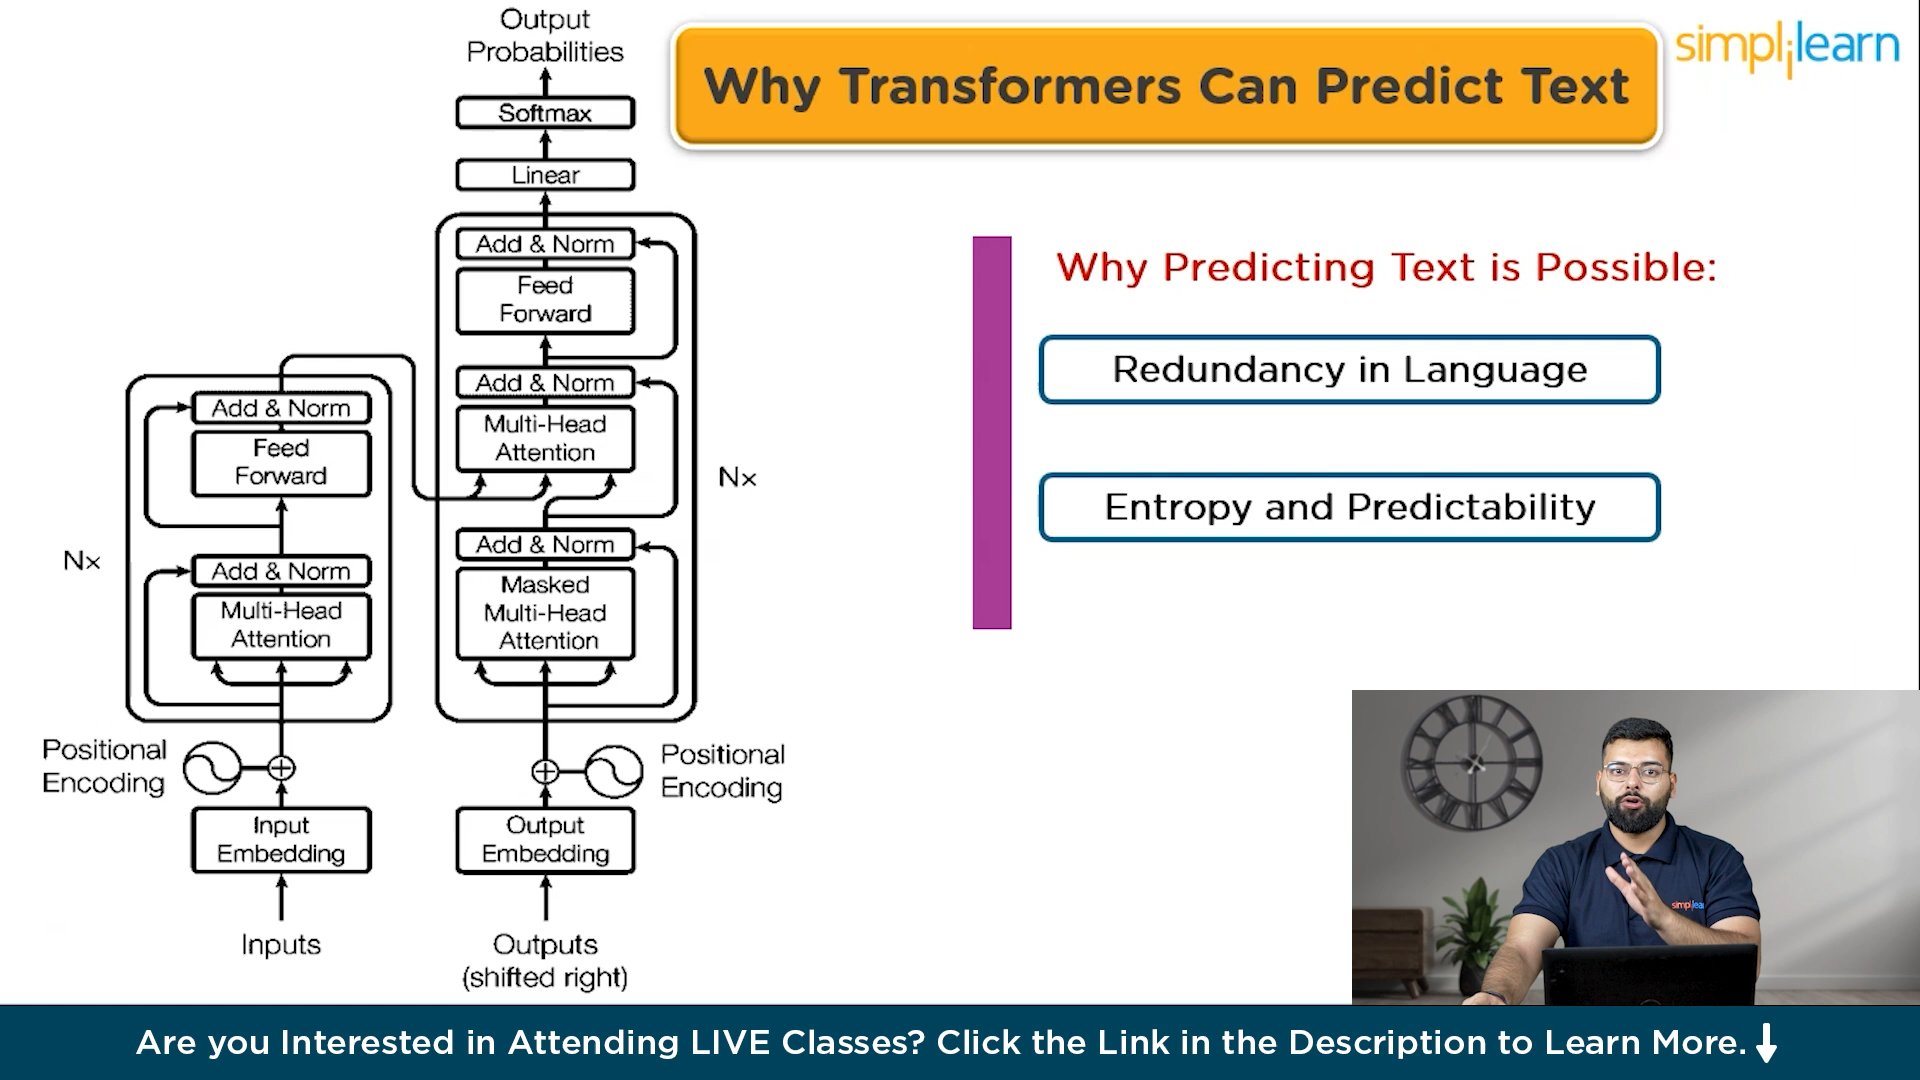 Output
Probabilities
Softmax
Linear
Add & Norm
Feed
Forward
Add & Norm
Multi-Head
Attention
Nx
Add & Norm
Masked
Multi-Head
Attention
Add & Norm
Feed
Forward
Nx
Add & Norm
Multi-Head
Attention
Positional
Encoding
Positional
Encoding
Input
Embedding
Output
Embedding
Inputs
Outputs
(shifted right)
Why Transformers Can Predict Text
simplilearn
Why Predicting Text is Possible:
Redundancy in Language
Entropy and Predictability
simplilearn
Are you Interested in Attending LIVE Classes? Click the Link in the Description to Learn More.